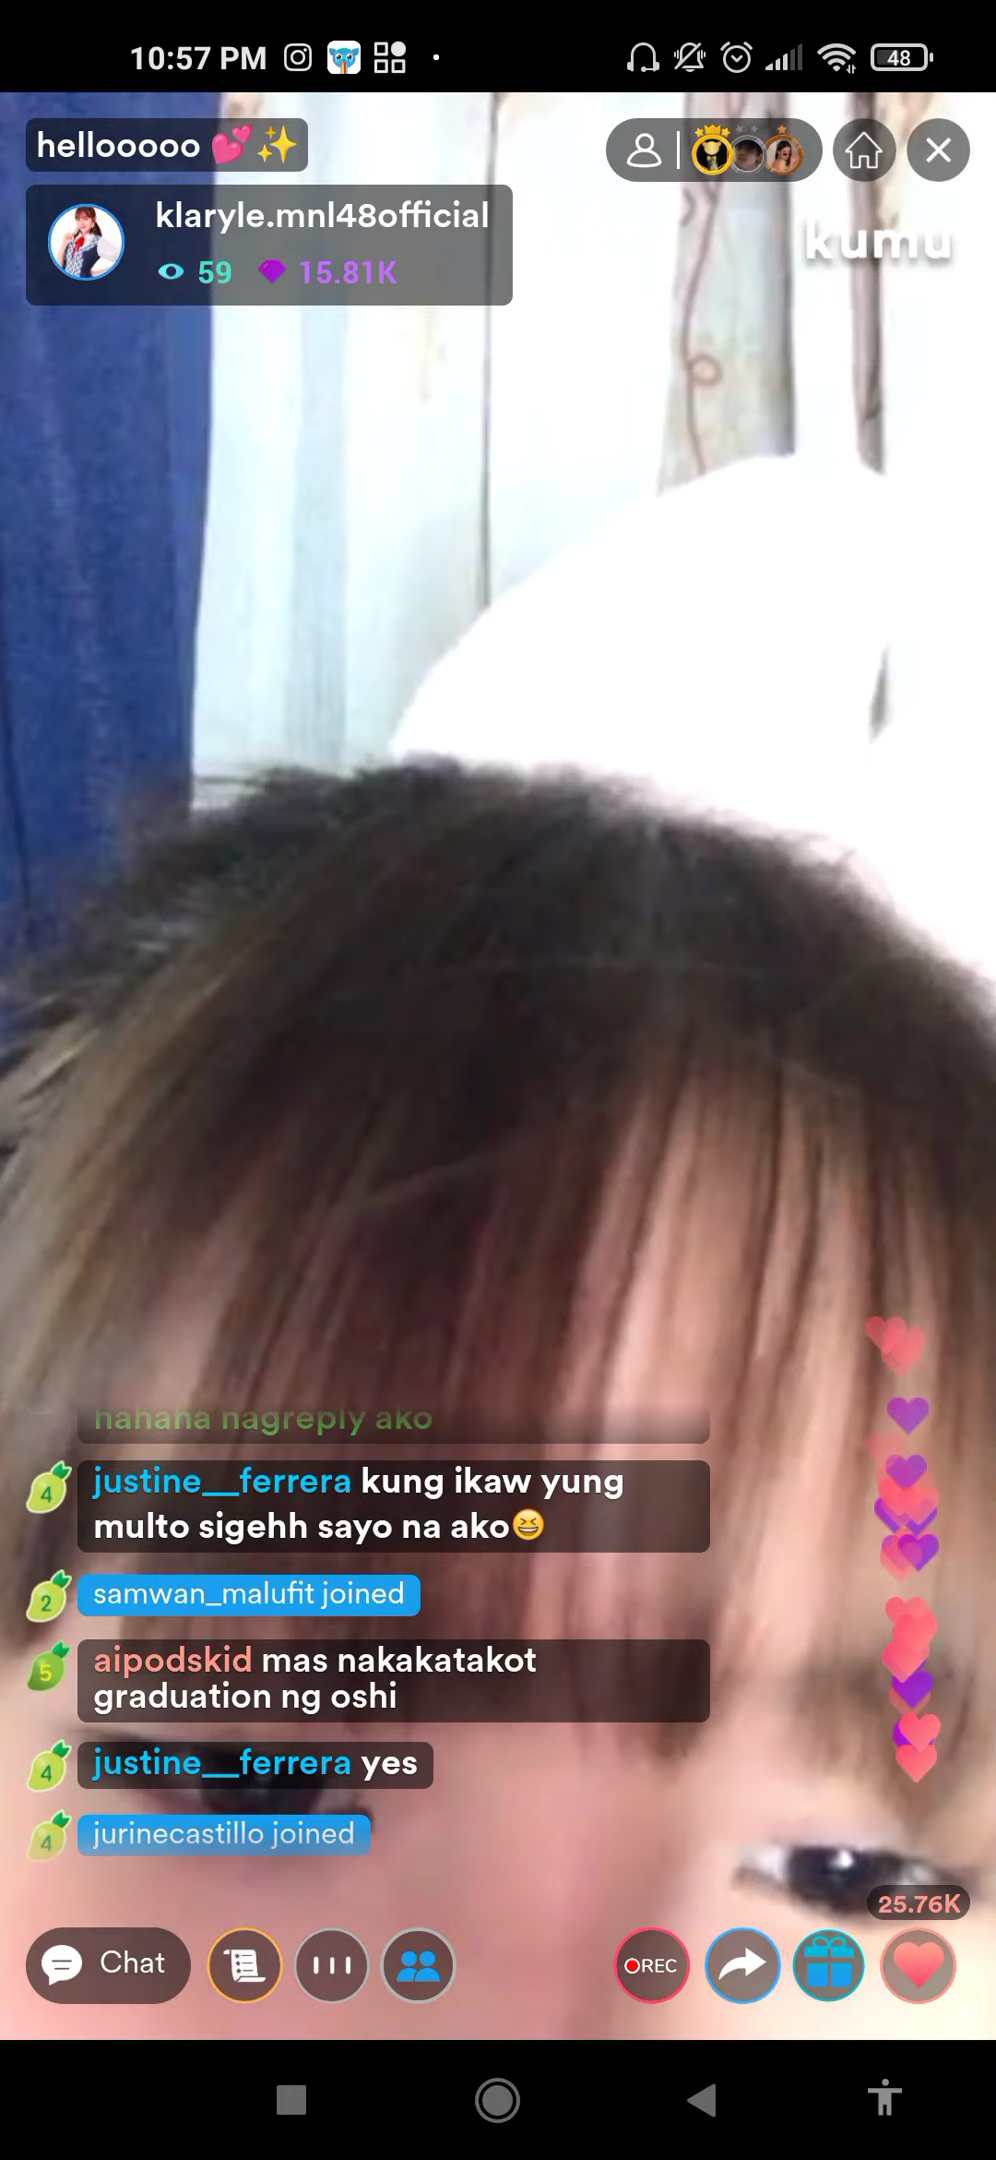 10:57 PM
48
hellooooo 💕✨
klaryle.mnl48official
59 15.81K
kumu
hahaha nagreply ako
4
justine__ferrera kung ikaw yung
multo sigehh sayo na ako😆
2
samwan_malufit joined
5
aipodskid mas nakakatakot
graduation ng oshi
4
justine__ferrera yes
4
jurinecastillo joined
25.76K
Chat
REC